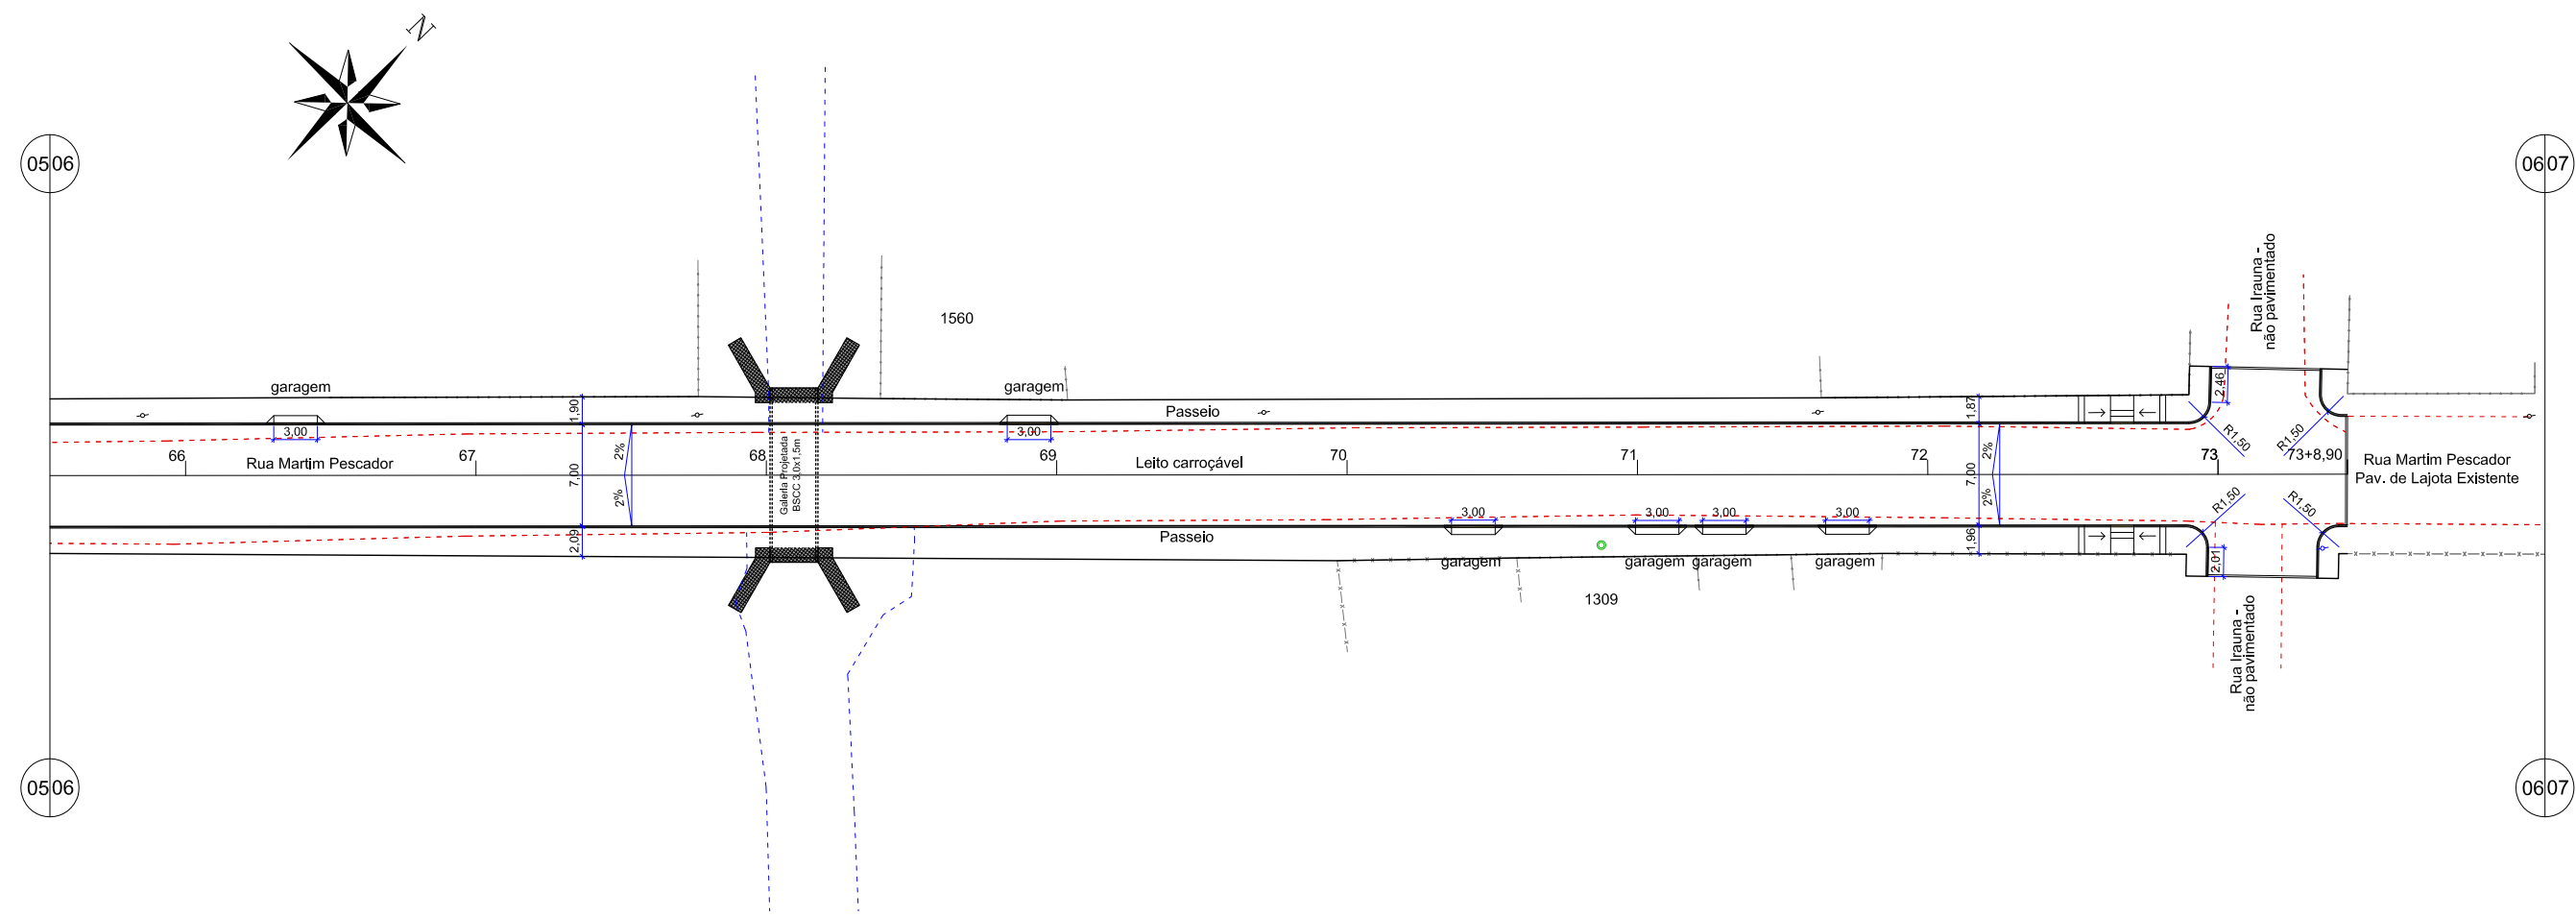 N
05 06
06 07
Rua Irauna -
não pavimentado
1560
garagem
garagem
1,90
Passeio
1,87
2,46
3,00
3,00
R1,50
R1,50
66
Rua Martim Pescador
67
68
Galeria Projetada
BSCC 3,0x1,5m
69
Leito carroçável
70
71
72
73
73+8,90
Rua Martim Pescador
Pav. de Lajota Existente
7,00
2%
2%
7,00
2%
2%
R1,50
R1,50
3,00
3,00
3,00
3,00
2,09
Passeio
1,96
2,01
garagem
garagem
garagem
garagem
1309
Rua Irauna -
não pavimentado
05 06
06 07